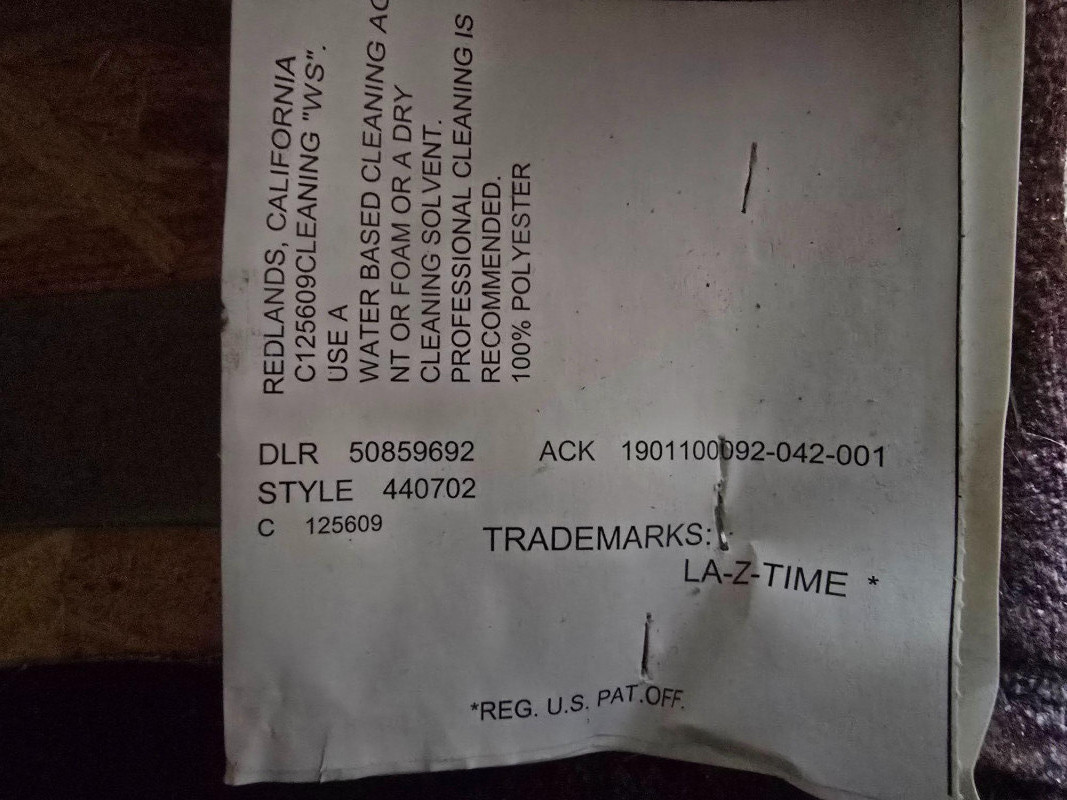 REDLANDS, CALIFORNIA
C125609CLEANING "WS".
USE A
WATER BASED CLEANING AG
NT OR FOAM OR A DRY
CLEANING SOLVENT.
PROFESSIONAL CLEANING IS
RECOMMENDED.
100% POLYESTER
DLR 50859692 ACK 1901100092-042-001
STYLE 440702
C 125609
TRADEMARKS:
LA-Z-TIME *
*REG. U.S. PAT.OFF.